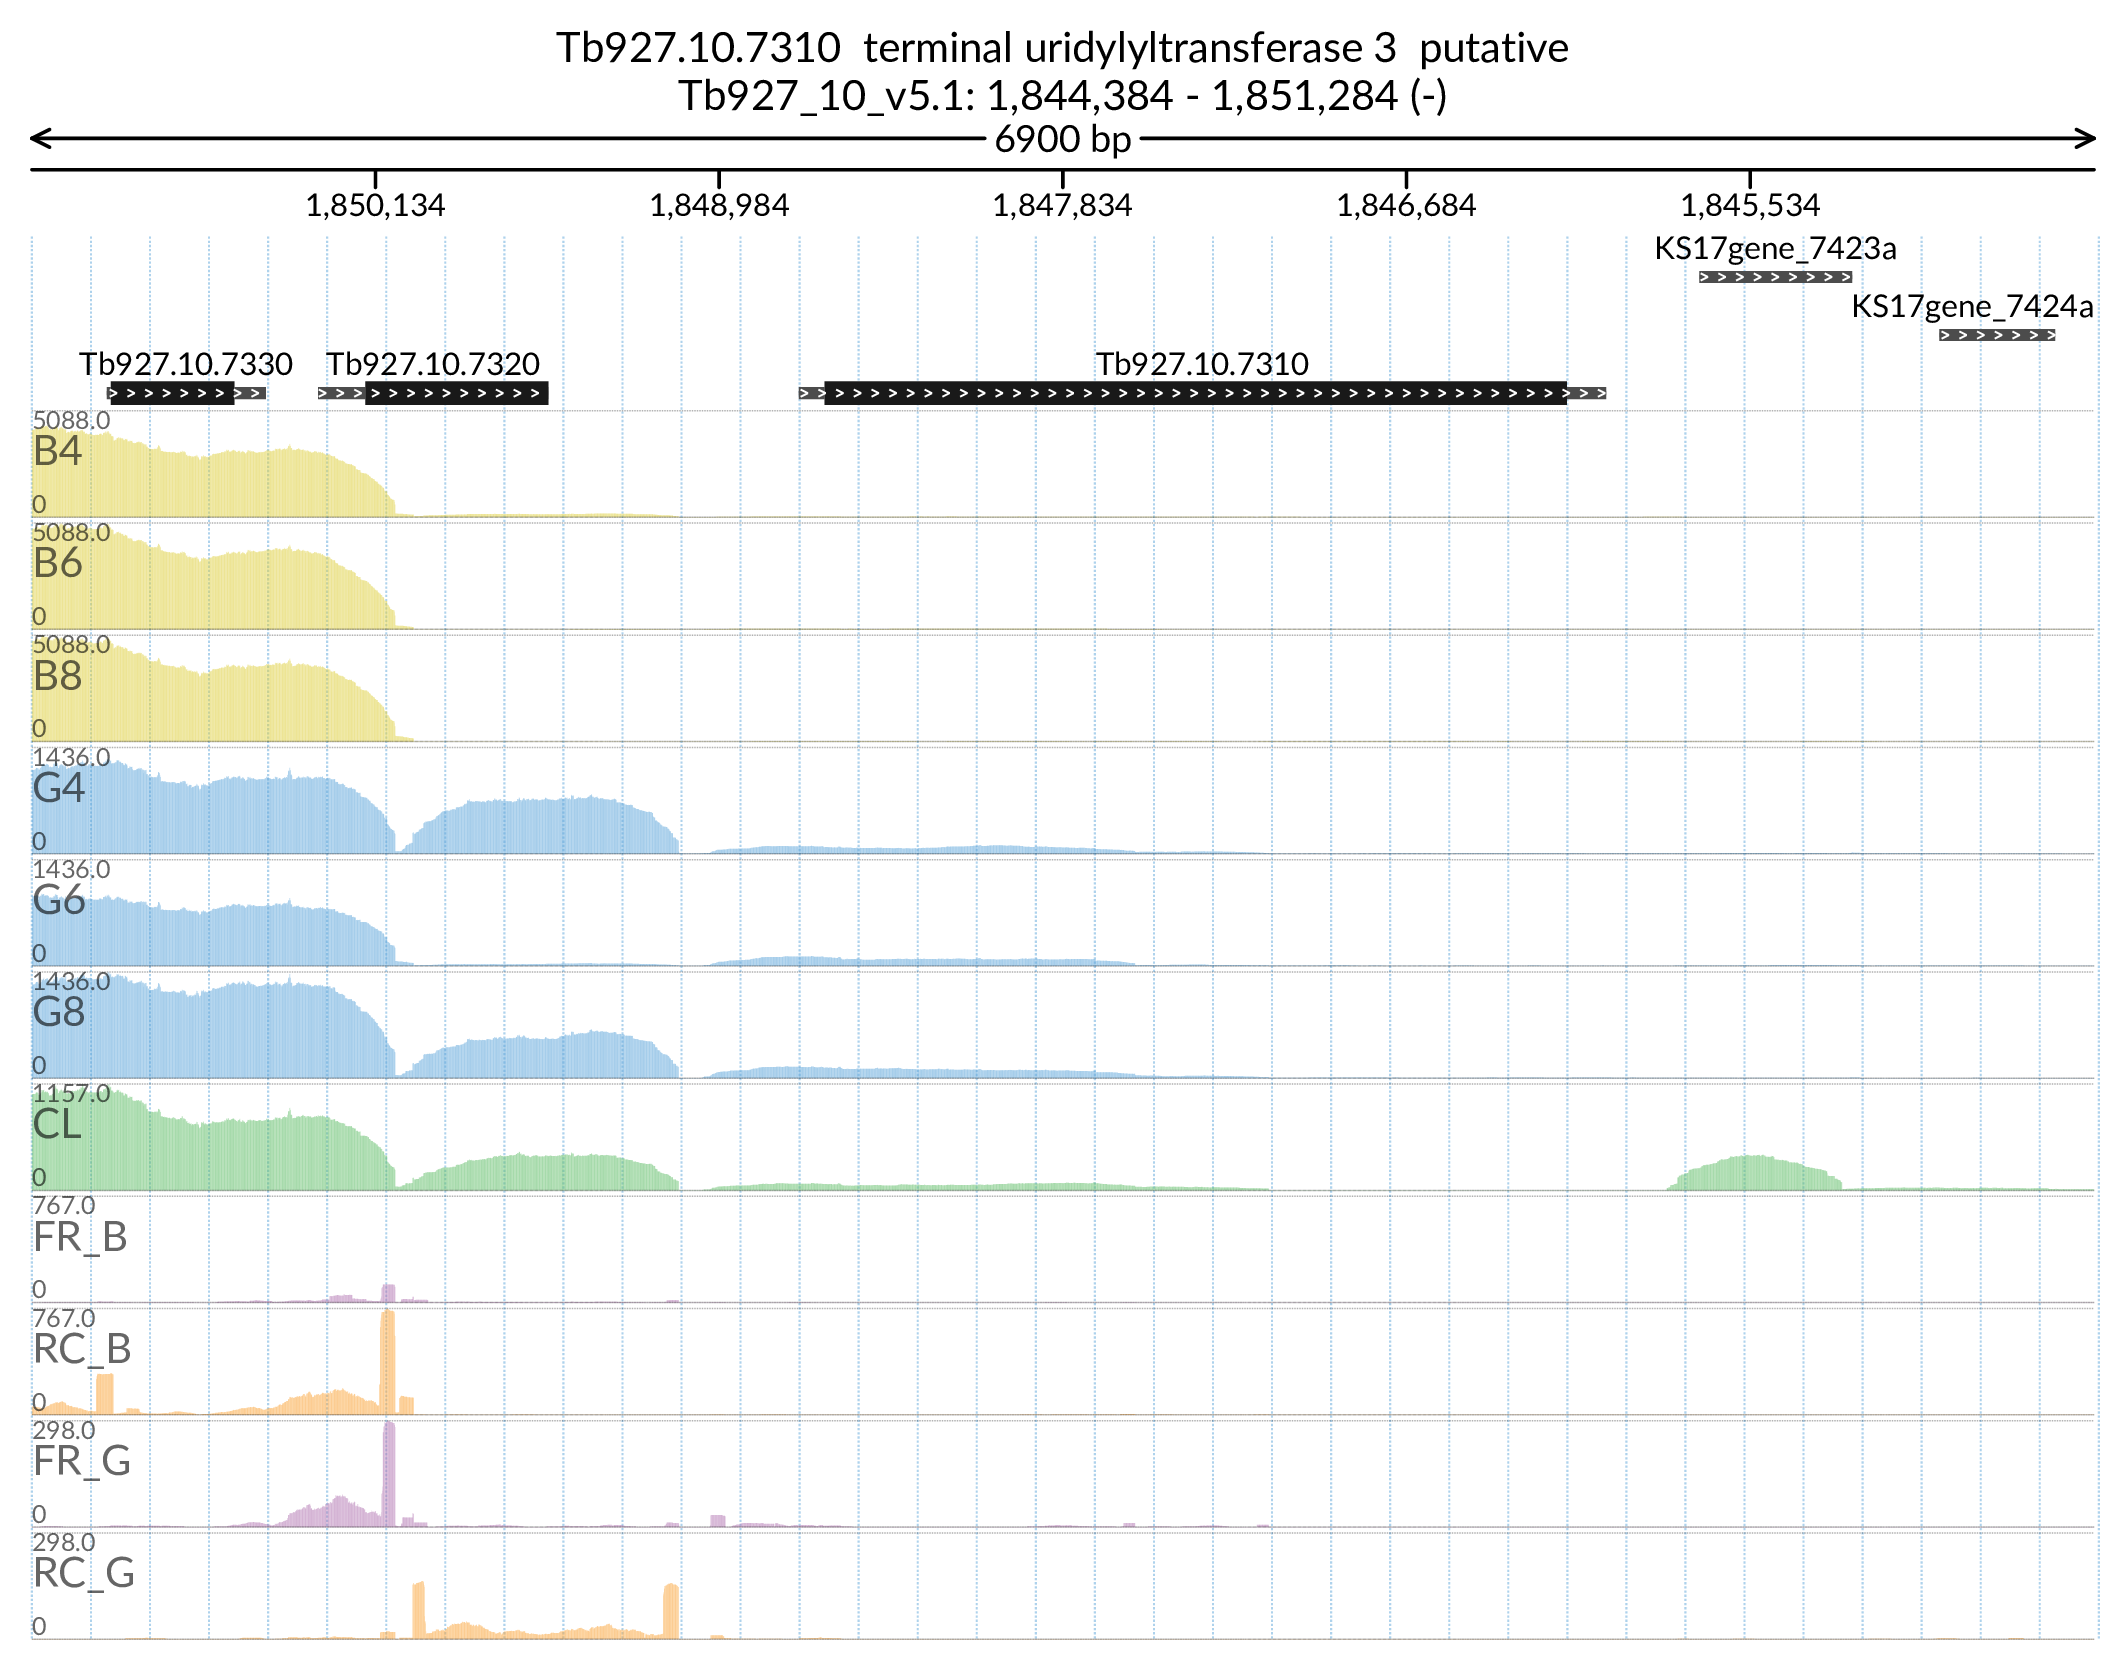 Tb927.10.7310 terminal uridylyltransferase 3 putative
Tb927_10_v5.1: 1,844,384 - 1,851,284 (-)
6900 bp
1,850,134 1,848,984 1,847,834 1,846,684 1,845,534
KS17gene_7423a
KS17gene_7424a
Tb927.10.7330 Tb927.10.7320 Tb927.10.7310
5088.0
B4
0
5088.0
B6
0
5088.0
B8
0
1436.0
G4
0
1436.0
G6
0
1436.0
G8
0
1157.0
CL
0
767.0
FR_B
0
767.0
RC_B
0
298.0
FR_G
0
298.0
RC_G
0